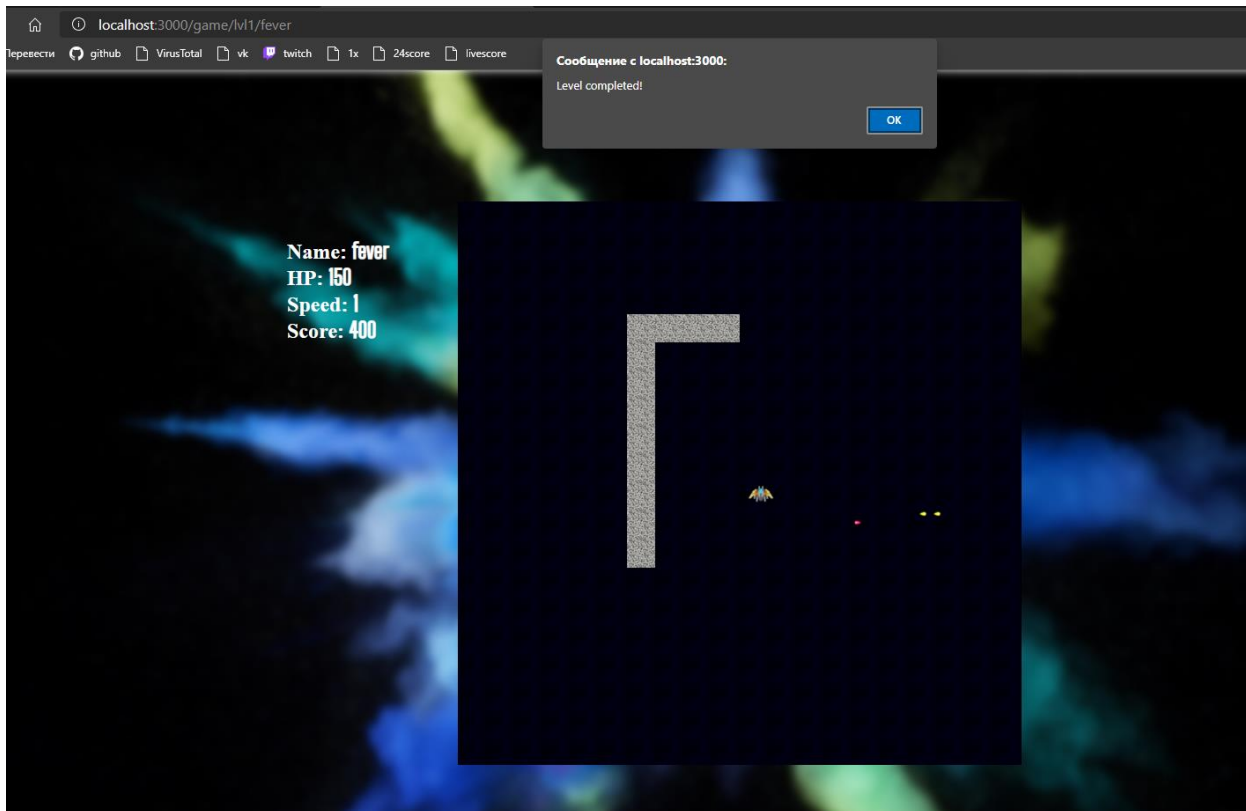 localhost:3000/game/lvl1/fever
Перевести github VirusTotal vk twitch 1x 24score livescore
Сообщение с localhost:3000:
Level completed!
OK
Name: fever
HP: 150
Speed: 1
Score: 400